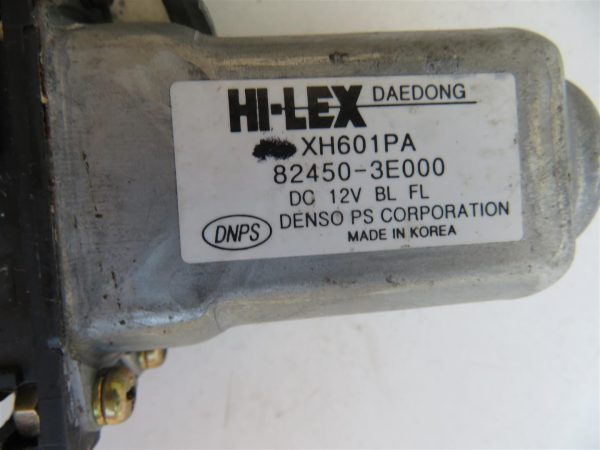 HI-LEX DAEDONG
XH601PA
82450-3E000
DC 12V BL FL
DENSO PS CORPORATION
DNPS
MADE IN KOREA